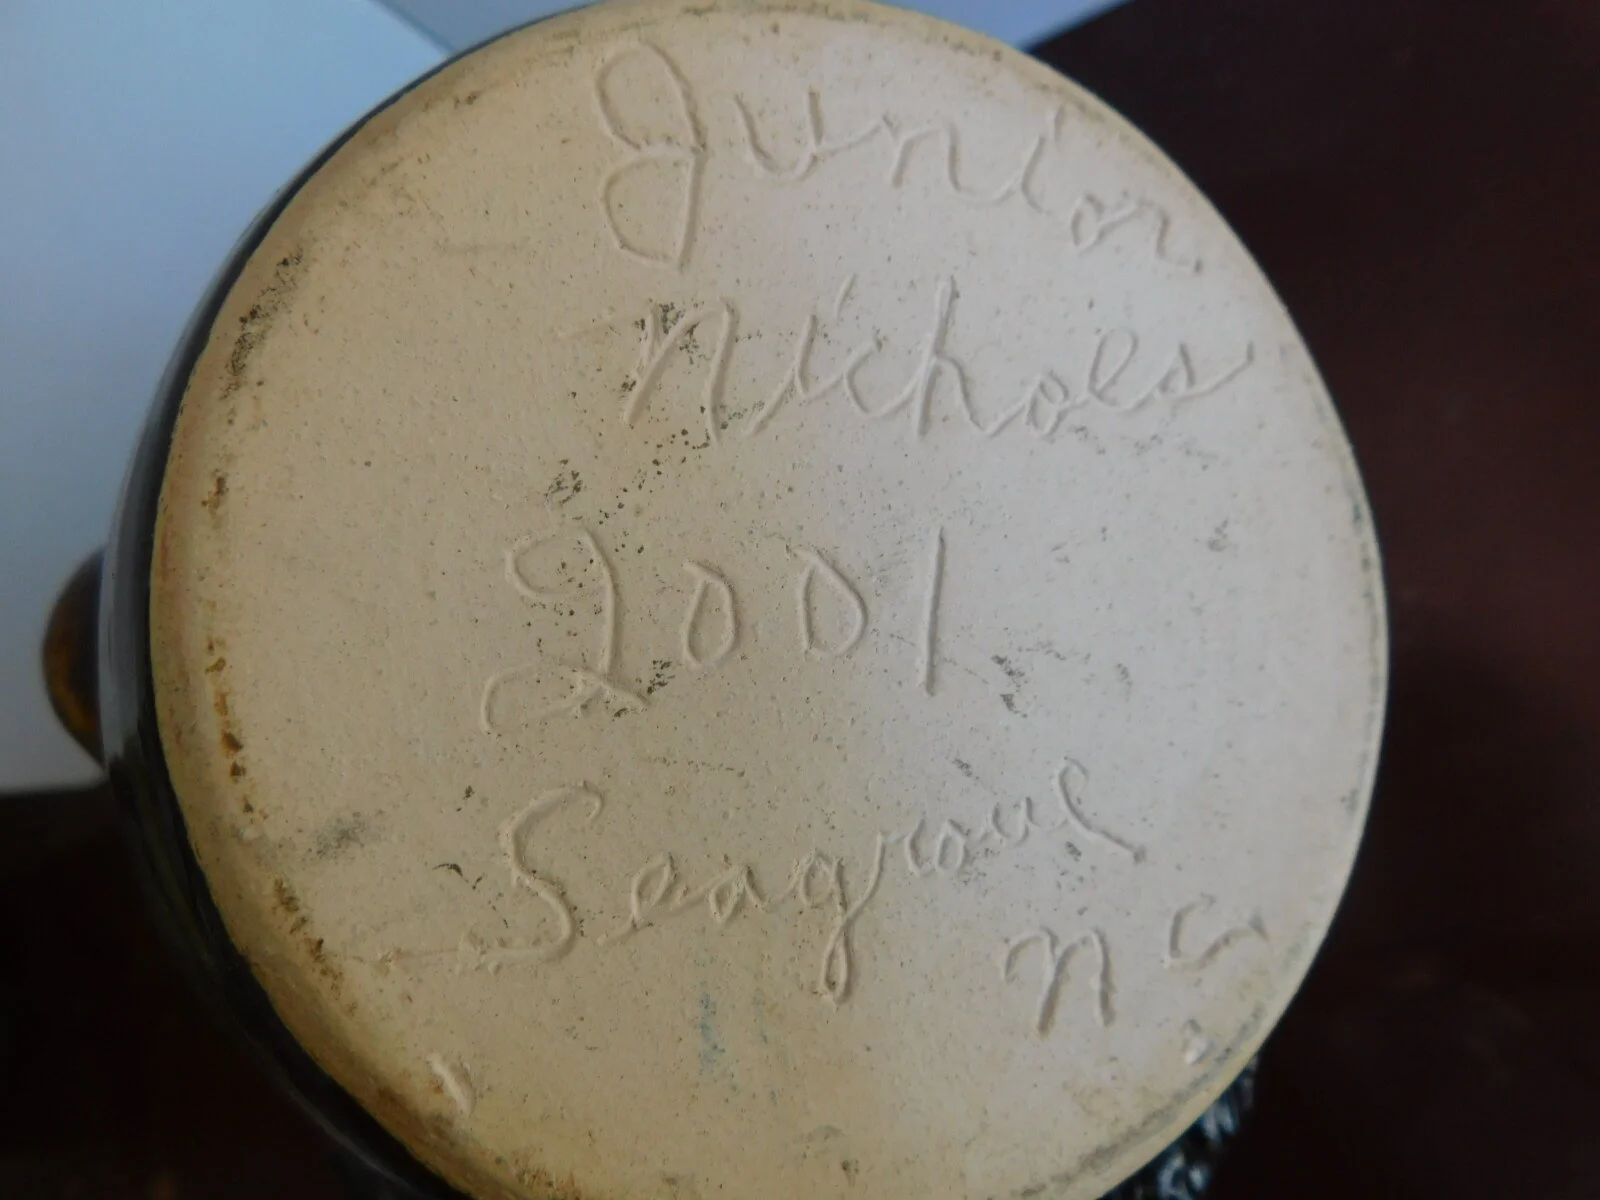 Junior
Nichols
2001
Seagrove
NC